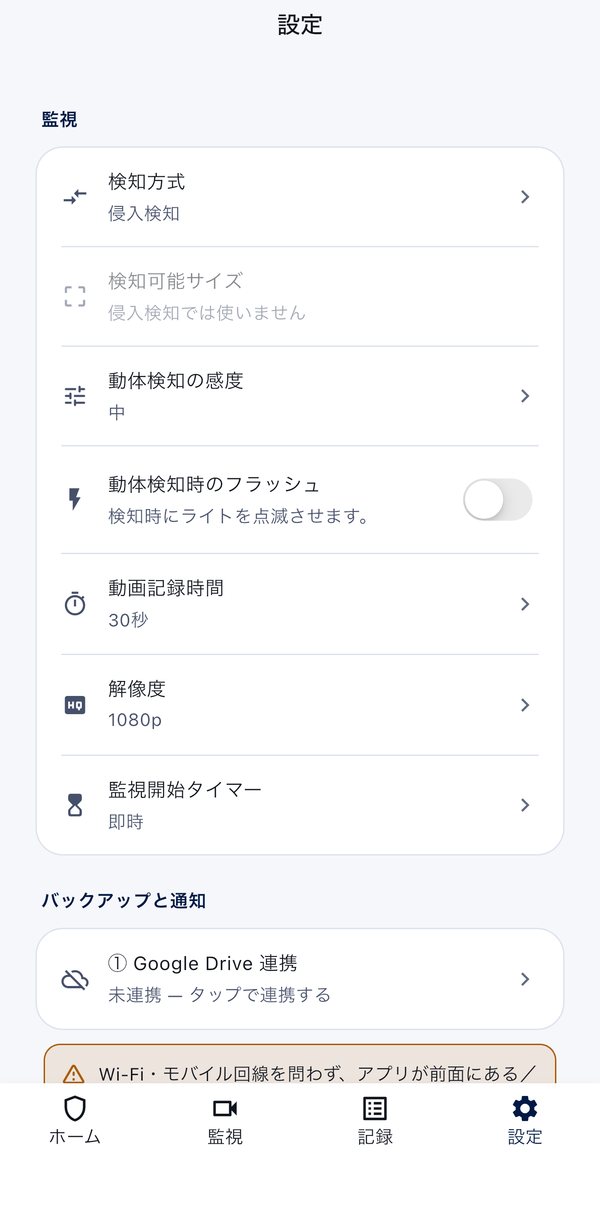 設定
監視
検知方式
侵入検知
検知可能サイズ
侵入検知では使いません
動体検知の感度
中
動体検知時のフラッシュ
検知時にライトを点滅させます。
動画記録時間
30秒
HQ
解像度
1080p
監視開始タイマー
即時
バックアップと通知
① Google Drive 連携
未連携 — タップで連携する
Wi-Fi・モバイル回線を問わず、アプリが前面にある／
ホーム
監視
記録
設定